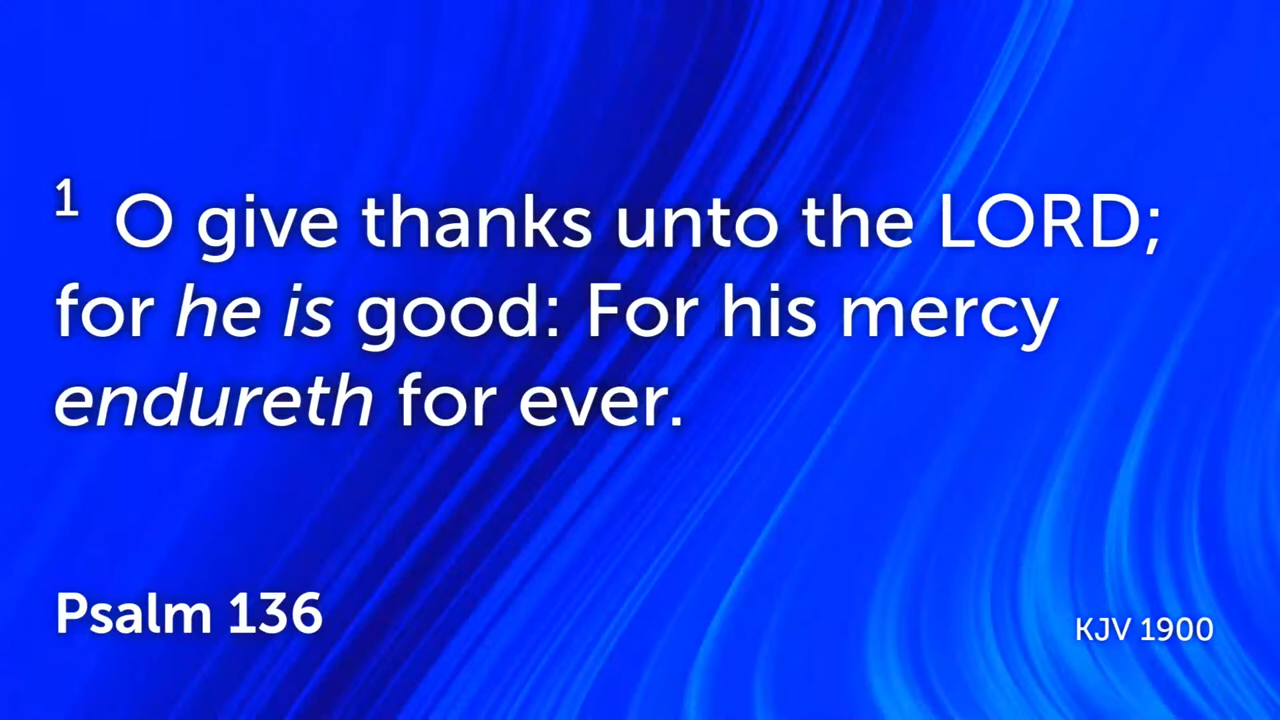 1 O give thanks unto the LORD;
for he is good: For his mercy
endureth for ever.
Psalm 136
KJV 1900